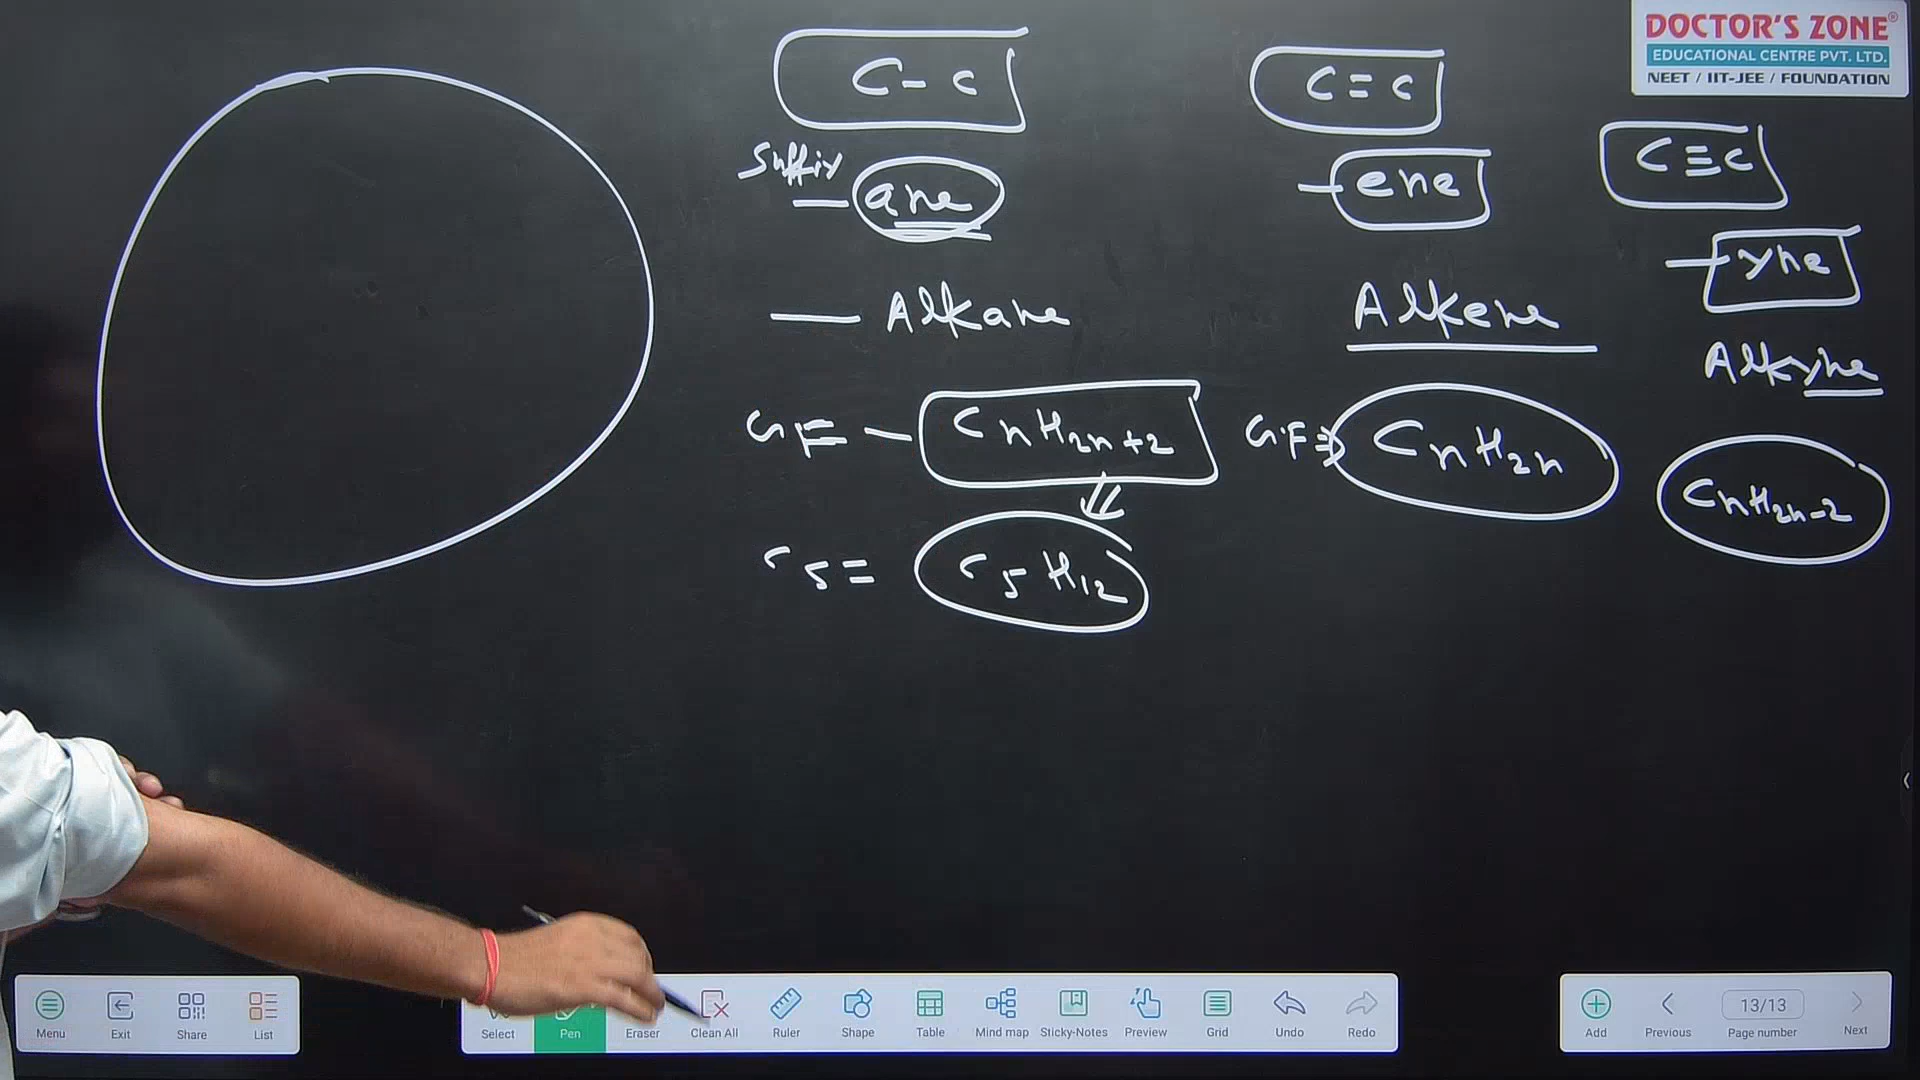 DOCTOR'S ZONE®
EDUCATIONAL CENTRE PVT. LTD.
NEET / IIT-JEE / FOUNDATION
C-C
C=C
C≡C
Suffix
-ane
-ene
-yne
- Alkane
Alkene
Alkyne
GF - CnH2n+2
G.F ⇒ CnH2n
CnH2n-2
C5 = C5H12
Menu
Exit
Share
List
Select
Pen
Eraser
Clean All
Ruler
Shape
Table
Mind map
Sticky-Notes
Preview
Grid
Undo
Redo
Add
Previous
13/13
Page number
Next